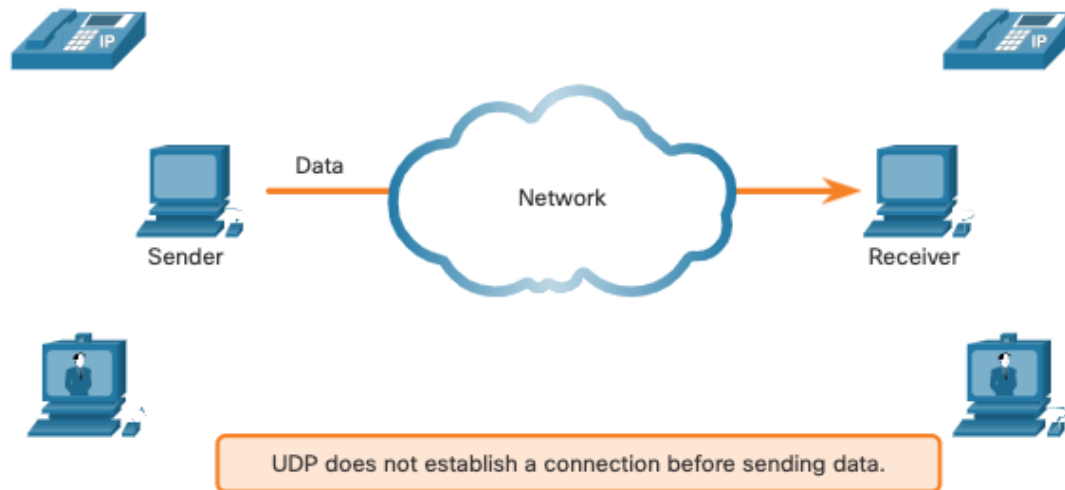 IP
IP
Data
Network
Sender
Receiver
UDP does not establish a connection before sending data.